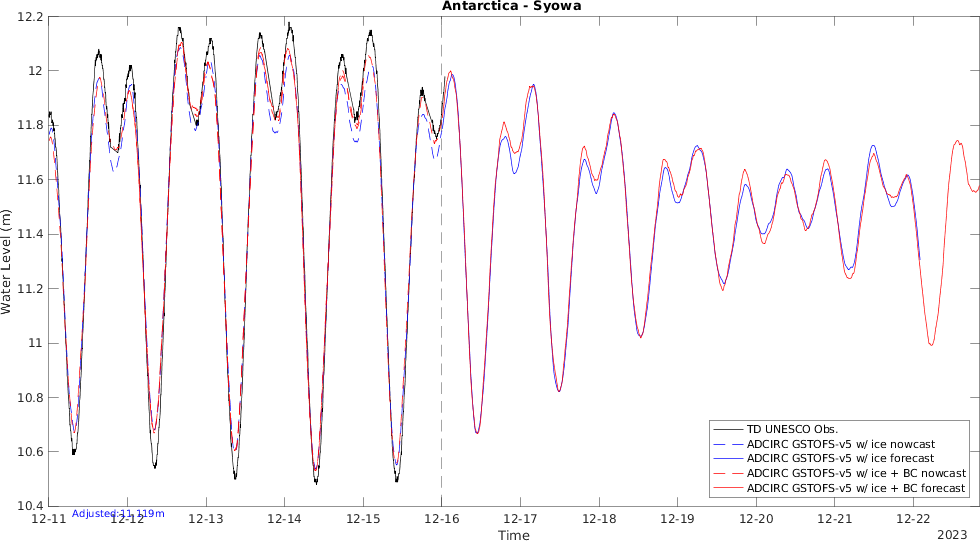 Antarctica - Syowa
12.2
12
11.8
11.6
11.4
11.2
11
10.8
10.6
10.4
Water Level (m)
TD UNESCO Obs.
ADCIRC GSTOFS-v5 w/ ice nowcast
ADCIRC GSTOFS-v5 w/ ice forecast
ADCIRC GSTOFS-v5 w/ ice + BC nowcast
ADCIRC GSTOFS-v5 w/ ice + BC forecast
Adjusted:11.119m
12-11 12-12 12-13 12-14 12-15 12-16 12-17 12-18 12-19 12-20 12-21 12-22
Time
2023